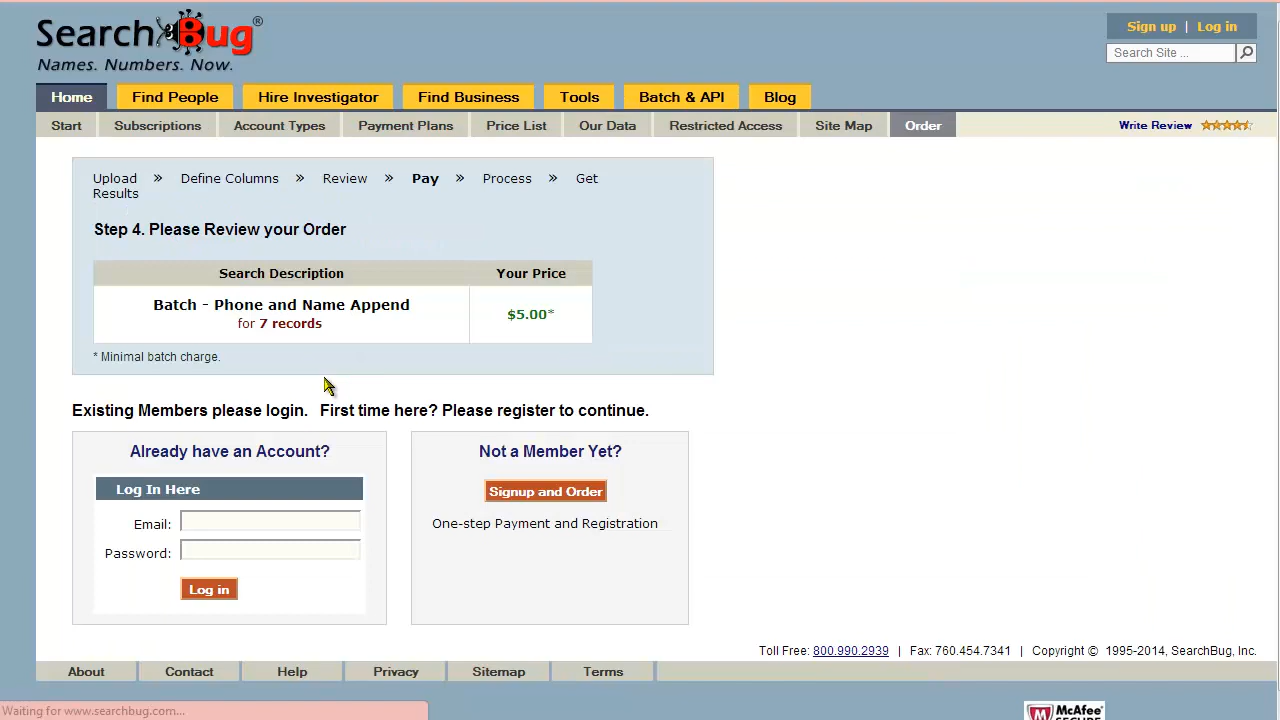 SearchBug®
Names. Numbers. Now.
Sign up | Log in
Search Site ...
Home Find People Hire Investigator Find Business Tools Batch & API Blog
Start Subscriptions Account Types Payment Plans Price List Our Data Restricted Access Site Map Order Write Review
Upload » Define Columns » Review » Pay » Process » Get
Results
Step 4. Please Review your Order
Search Description Your Price
Batch - Phone and Name Append
for 7 records
$5.00*
* Minimal batch charge.
Existing Members please login. First time here? Please register to continue.
Already have an Account?
Log In Here
Email:
Password:
Log in
Not a Member Yet?
Signup and Order
One-step Payment and Registration
Toll Free: 800.990.2939 | Fax: 760.454.7341 | Copyright © 1995-2014, SearchBug, Inc.
About Contact Help Privacy Sitemap Terms
Waiting for www.searchbug.com...
McAfee
SECURE